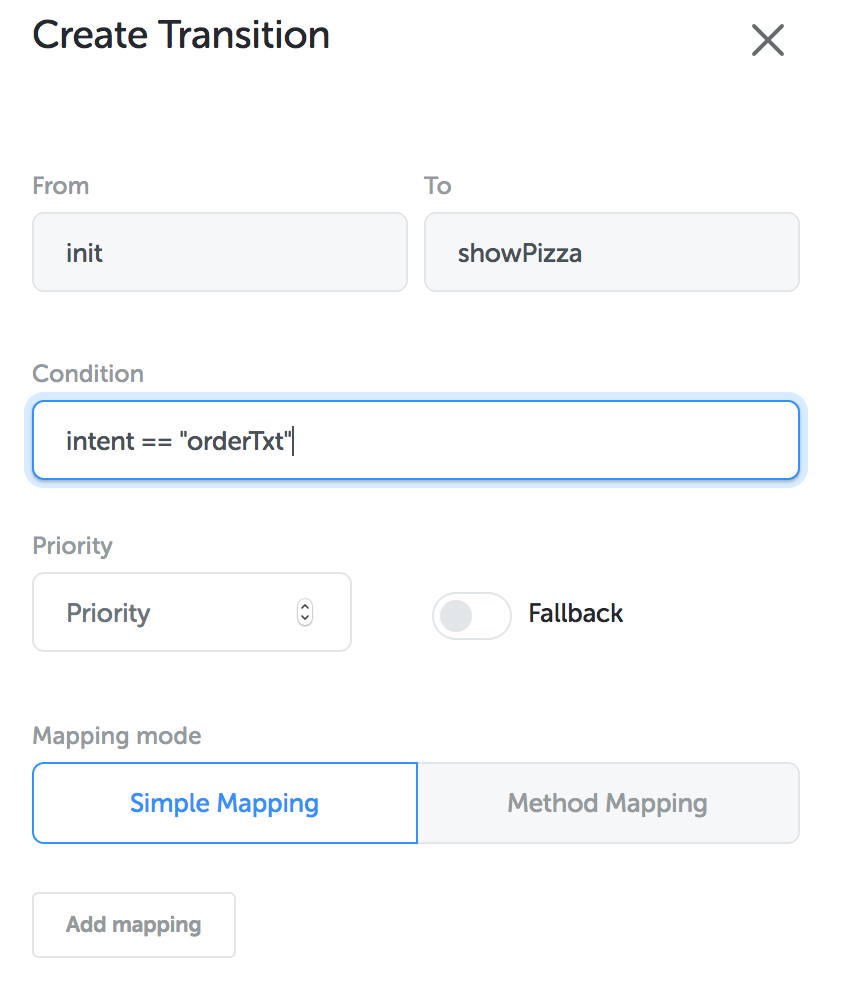 Create Transition
From
To
init
showPizza
Condition
intent == "orderTxt"
Priority
Priority
Fallback
Mapping mode
Simple Mapping
Method Mapping
Add mapping